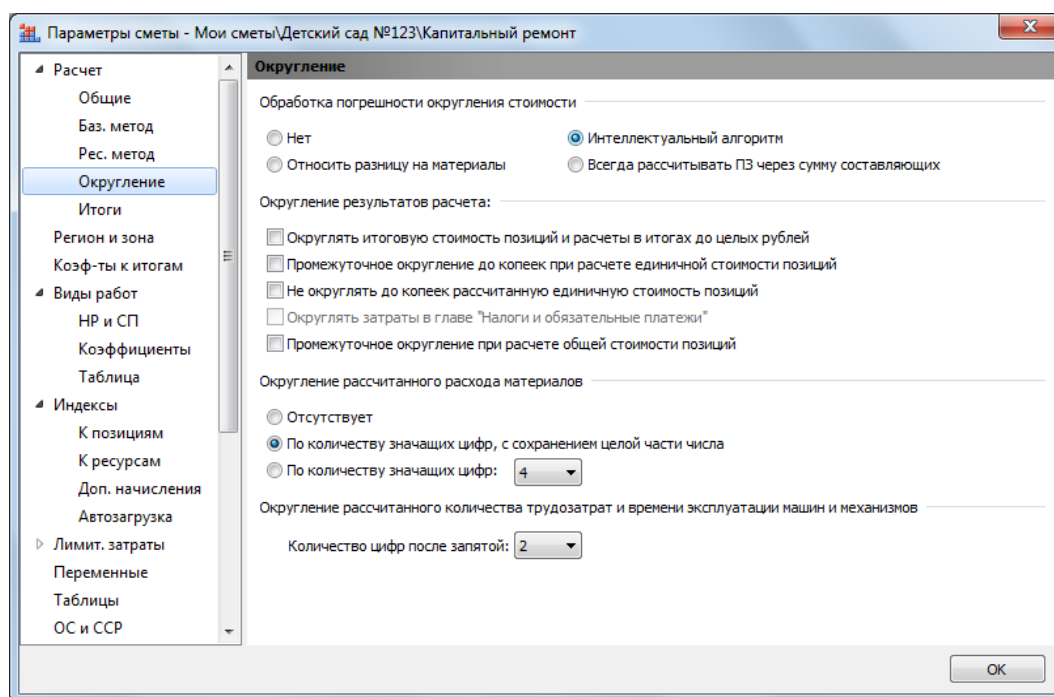 Параметры сметы - Мои сметы\Детский сад №123\Капитальный ремонт
Расчет
Общие
Баз. метод
Рес. метод
Округление
Итоги
Регион и зона
Коэф-ты к итогам
Виды работ
НР и СП
Коэффициенты
Таблица
Индексы
К позициям
К ресурсам
Доп. начисления
Автозагрузка
Лимит. затраты
Переменные
Таблицы
ОС и ССР
Округление
Обработка погрешности округления стоимости
Нет
Интеллектуальный алгоритм
Относить разницу на материалы
Всегда рассчитывать ПЗ через сумму составляющих
Округление результатов расчета:
Округлять итоговую стоимость позиций и расчеты в итогах до целых рублей
Промежуточное округление до копеек при расчете единичной стоимости позиций
Не округлять до копеек рассчитанную единичную стоимость позиций
Округлять затраты в главе "Налоги и обязательные платежи"
Промежуточное округление при расчете общей стоимости позиций
Округление рассчитанного расхода материалов
Отсутствует
По количеству значащих цифр, с сохранением целой части числа
По количеству значащих цифр: 4
Округление рассчитанного количества трудозатрат и времени эксплуатации машин и механизмов
Количество цифр после запятой: 2
ОК